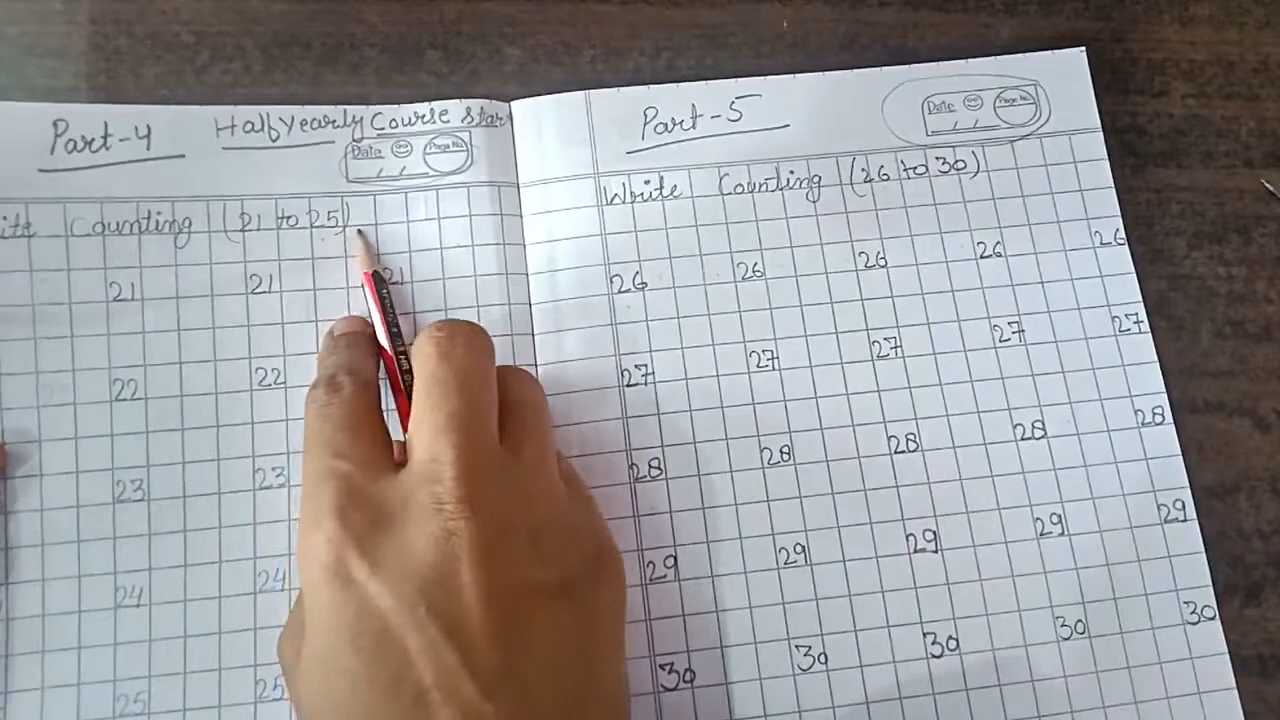 Part-4 Half Yearly Course Star
Date Page No.
ite Counting (21 to 25)
21 21 21
22 22
23 23
24 24
25 25
Part-5
Date Page No.
Write Counting (26 to 30)
26 26 26 26 26
27 27 27 27 27
28 28 28 28 28
29 29 29 29 29
30 30 30 30 30